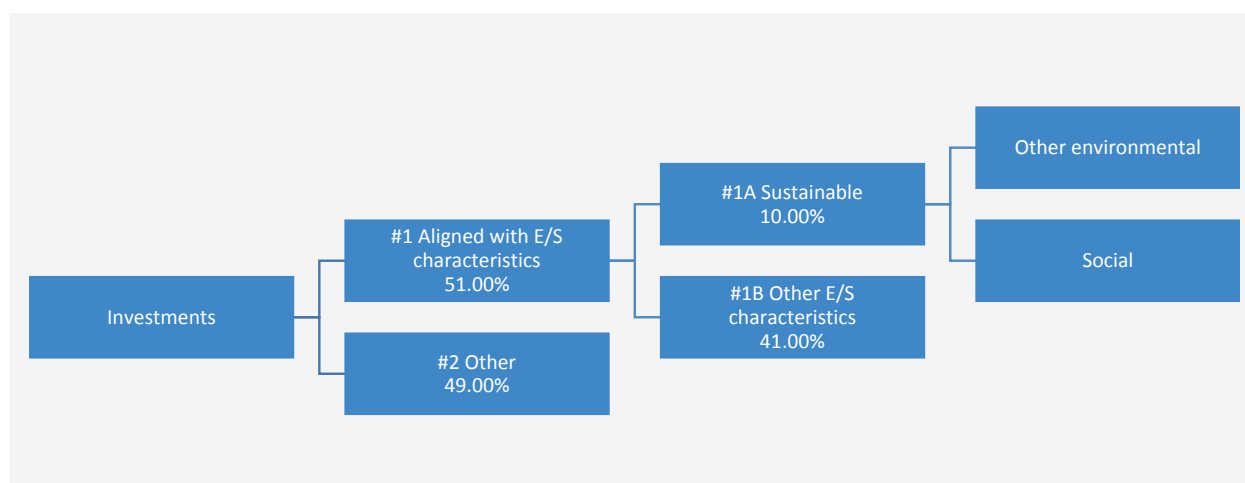 Investments
#1 Aligned with E/S
characteristics
51.00%
#2 Other
49.00%
#1A Sustainable
10.00%
#1B Other E/S
characteristics
41.00%
Other environmental
Social